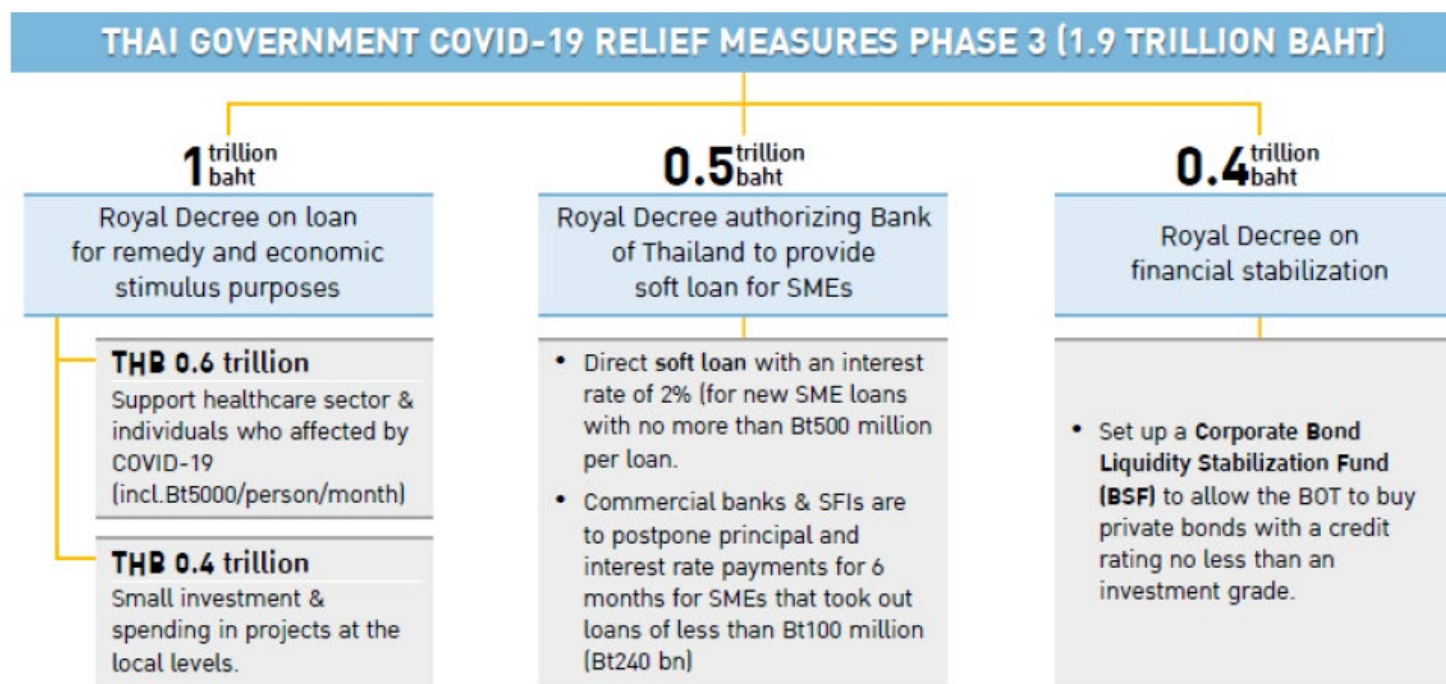 THAI GOVERNMENT COVID-19 RELIEF MEASURES PHASE 3 (1.9 TRILLION BAHT)
1 trillion baht
Royal Decree on loan
for remedy and economic
stimulus purposes
THB 0.6 trillion
Support healthcare sector &
individuals who affected by
COVID-19
(incl.Bt5000/person/month)
THB 0.4 trillion
Small investment &
spending in projects at the
local levels.
0.5 trillion baht
Royal Decree authorizing Bank
of Thailand to provide
soft loan for SMEs
• Direct soft loan with an interest
rate of 2% (for new SME loans
with no more than Bt500 million
per loan.
• Commercial banks & SFIs are
to postpone principal and
interest rate payments for 6
months for SMEs that took out
loans of less than Bt100 million
(Bt240 bn)
0.4 trillion baht
Royal Decree on
financial stabilization
• Set up a Corporate Bond
Liquidity Stabilization Fund
(BSF) to allow the BOT to buy
private bonds with a credit
rating no less than an
investment grade.